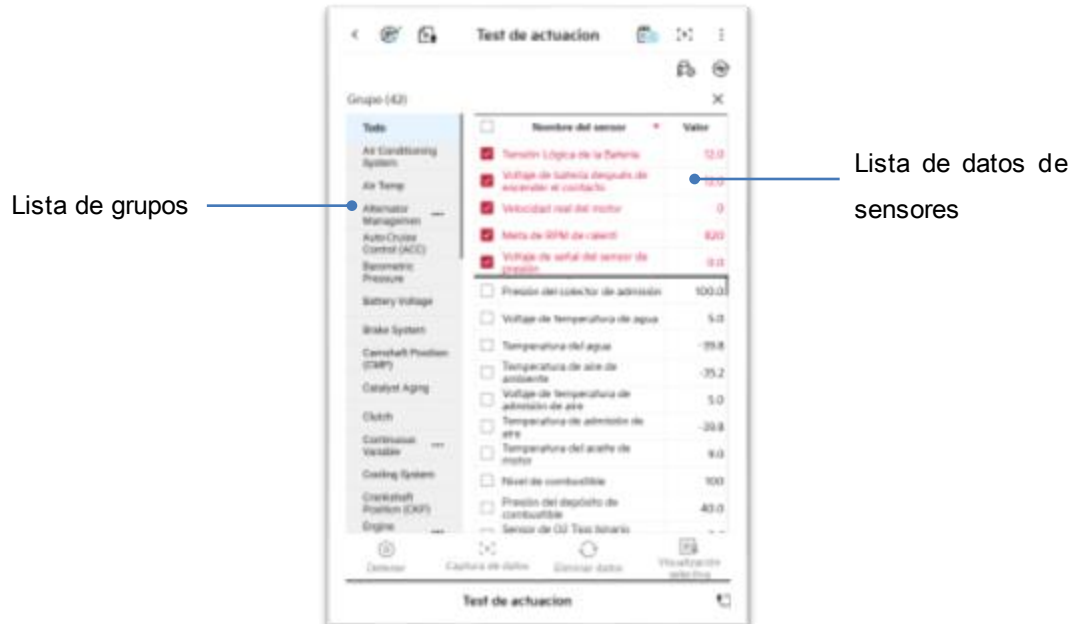 Test de actuacion
Grupo (42)
Todo
Nombre del sensor
Valor
Air Conditioning
System
Tensión Lógica de la Batería
12.0
Air Temp
Voltaje de batería después de
encender el contacto
Lista de datos de
sensores
Lista de grupos
Alternator
Managemen
Velocidad real del motor
0
Auto Cruise
Control (ACC)
Meta de RPM de ralentí
820
Barometric
Pressure
Voltaje de señal del sensor de
presión
0.0
Battery Voltage
Presión del colector de admisión
100.0
Brake System
Voltaje de temperatura de agua
5.0
Camshaft Position
(CMP)
Temperatura del agua
-39.8
Catalyst Aging
Temperatura de aire de
ambiente
-35.2
Clutch
Voltaje de temperatura de
admisión de aire
5.0
Continuous
Variable
Temperatura de admisión de
aire
-39.8
Cooling System
Temperatura del aceite de
motor
Nivel de combustible
100
Crankshaft
Position (CKP)
Presión del depósito de
combustible
40.0
Engine
Sensor de O2 Tipo binario
Detener
Captura de datos
Eliminar datos
Visualización
selectiva
Test de actuacion